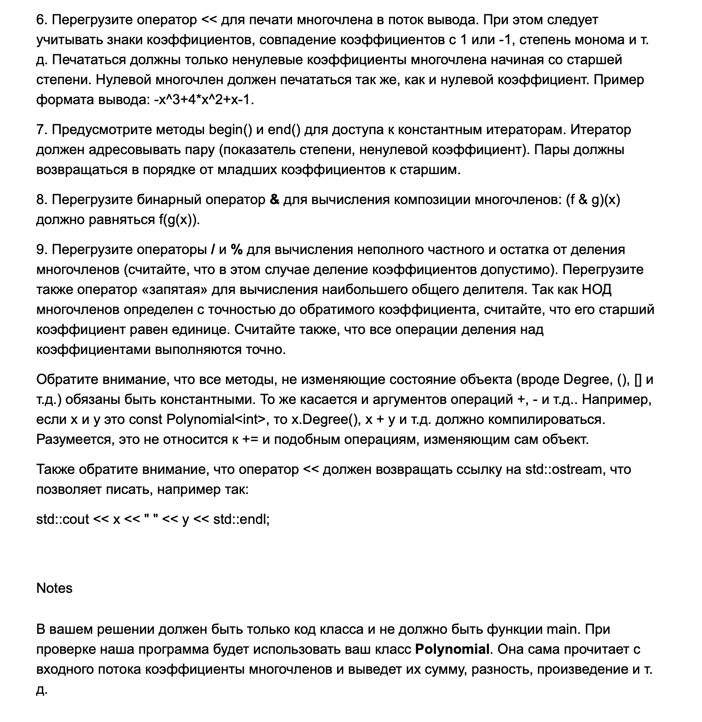 6. Перегрузите оператор << для печати многочлена в поток вывода. При этом следует
учитывать знаки коэффициентов, совпадение коэффициентов с 1 или -1, степень монома и т.
д. Печататься должны только ненулевые коэффициенты многочлена начиная со старшей
степени. Нулевой многочлен должен печататься так же, как и нулевой коэффициент. Пример
формата вывода: -x^3+4*x^2+x-1.
7. Предусмотрите методы begin() и end() для доступа к константным итераторам. Итератор
должен адресовывать пару (показатель степени, ненулевой коэффициент). Пары должны
возвращаться в порядке от младших коэффициентов к старшим.
8. Перегрузите бинарный оператор & для вычисления композиции многочленов: (f & g)(x)
должно равняться f(g(x)).
9. Перегрузите операторы / и % для вычисления неполного частного и остатка от деления
многочленов (считайте, что в этом случае деление коэффициентов допустимо). Перегрузите
также оператор «запятая» для вычисления наибольшего общего делителя. Так как НОД
многочленов определен с точностью до обратимого коэффициента, считайте, что его старший
коэффициент равен единице. Считайте также, что все операции деления над
коэффициентами выполняются точно.
Обратите внимание, что все методы, не изменяющие состояние объекта (вроде Degree, (), [] и
т.д.) обязаны быть константными. То же касается и аргументов операций +, - и т.д.. Например,
если x и y это const Polynomial<int>, то x.Degree(), x + y и т.д. должно компилироваться.
Разумеется, это не относится к += и подобным операциям, изменяющим сам объект.
Также обратите внимание, что оператор << должен возвращать ссылку на std::ostream, что
позволяет писать, например так:
std::cout << x << " " << y << std::endl;
Notes
В вашем решении должен быть только код класса и не должно быть функции main. При
проверке наша программа будет использовать ваш класс Polynomial. Она сама прочитает с
входного потока коэффициенты многочленов и выведет их сумму, разность, произведение и т.
д.